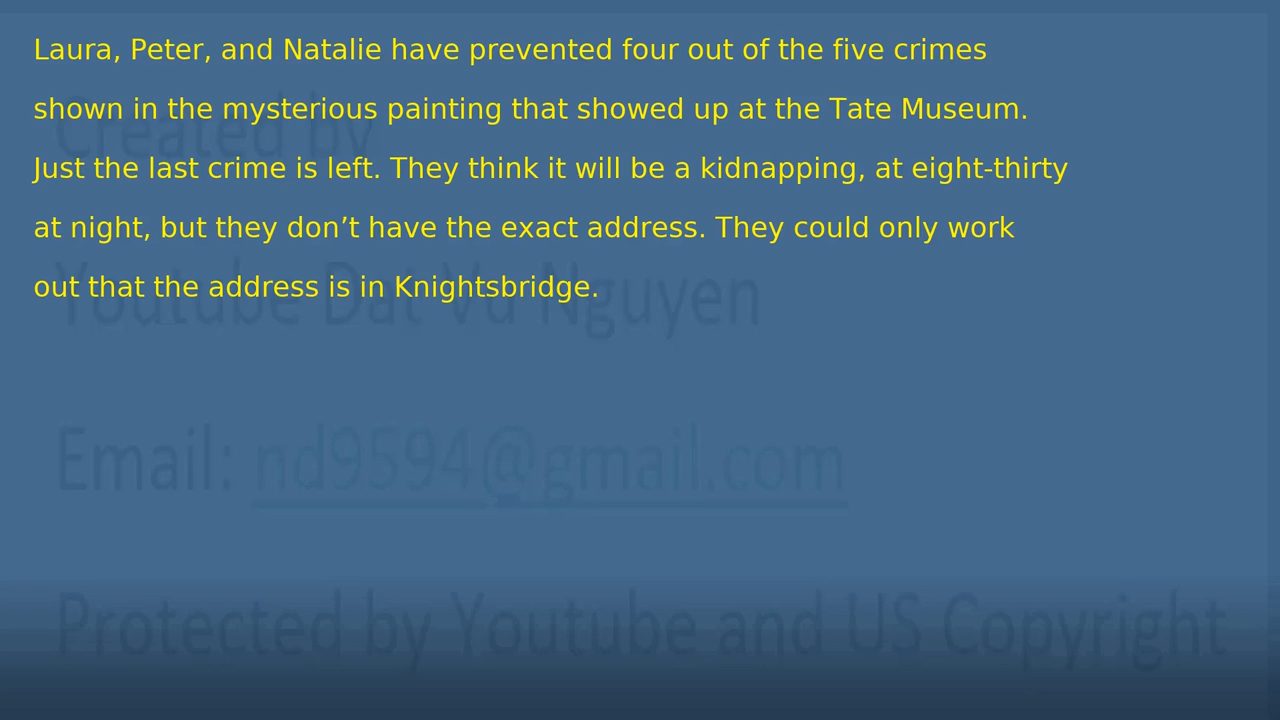 Laura, Peter, and Natalie have prevented four out of the five crimes
shown in the mysterious painting that showed up at the Tate Museum.
Created by
Just the last crime is left. They think it will be a kidnapping, at eight-thirty
at night, but they don’t have the exact address. They could only work
out that the address is in Knightsbridge.
Youtube Dat Vu Nguyen
Email: nd9594@gmail.com
Protected by Youtube and US Copyright